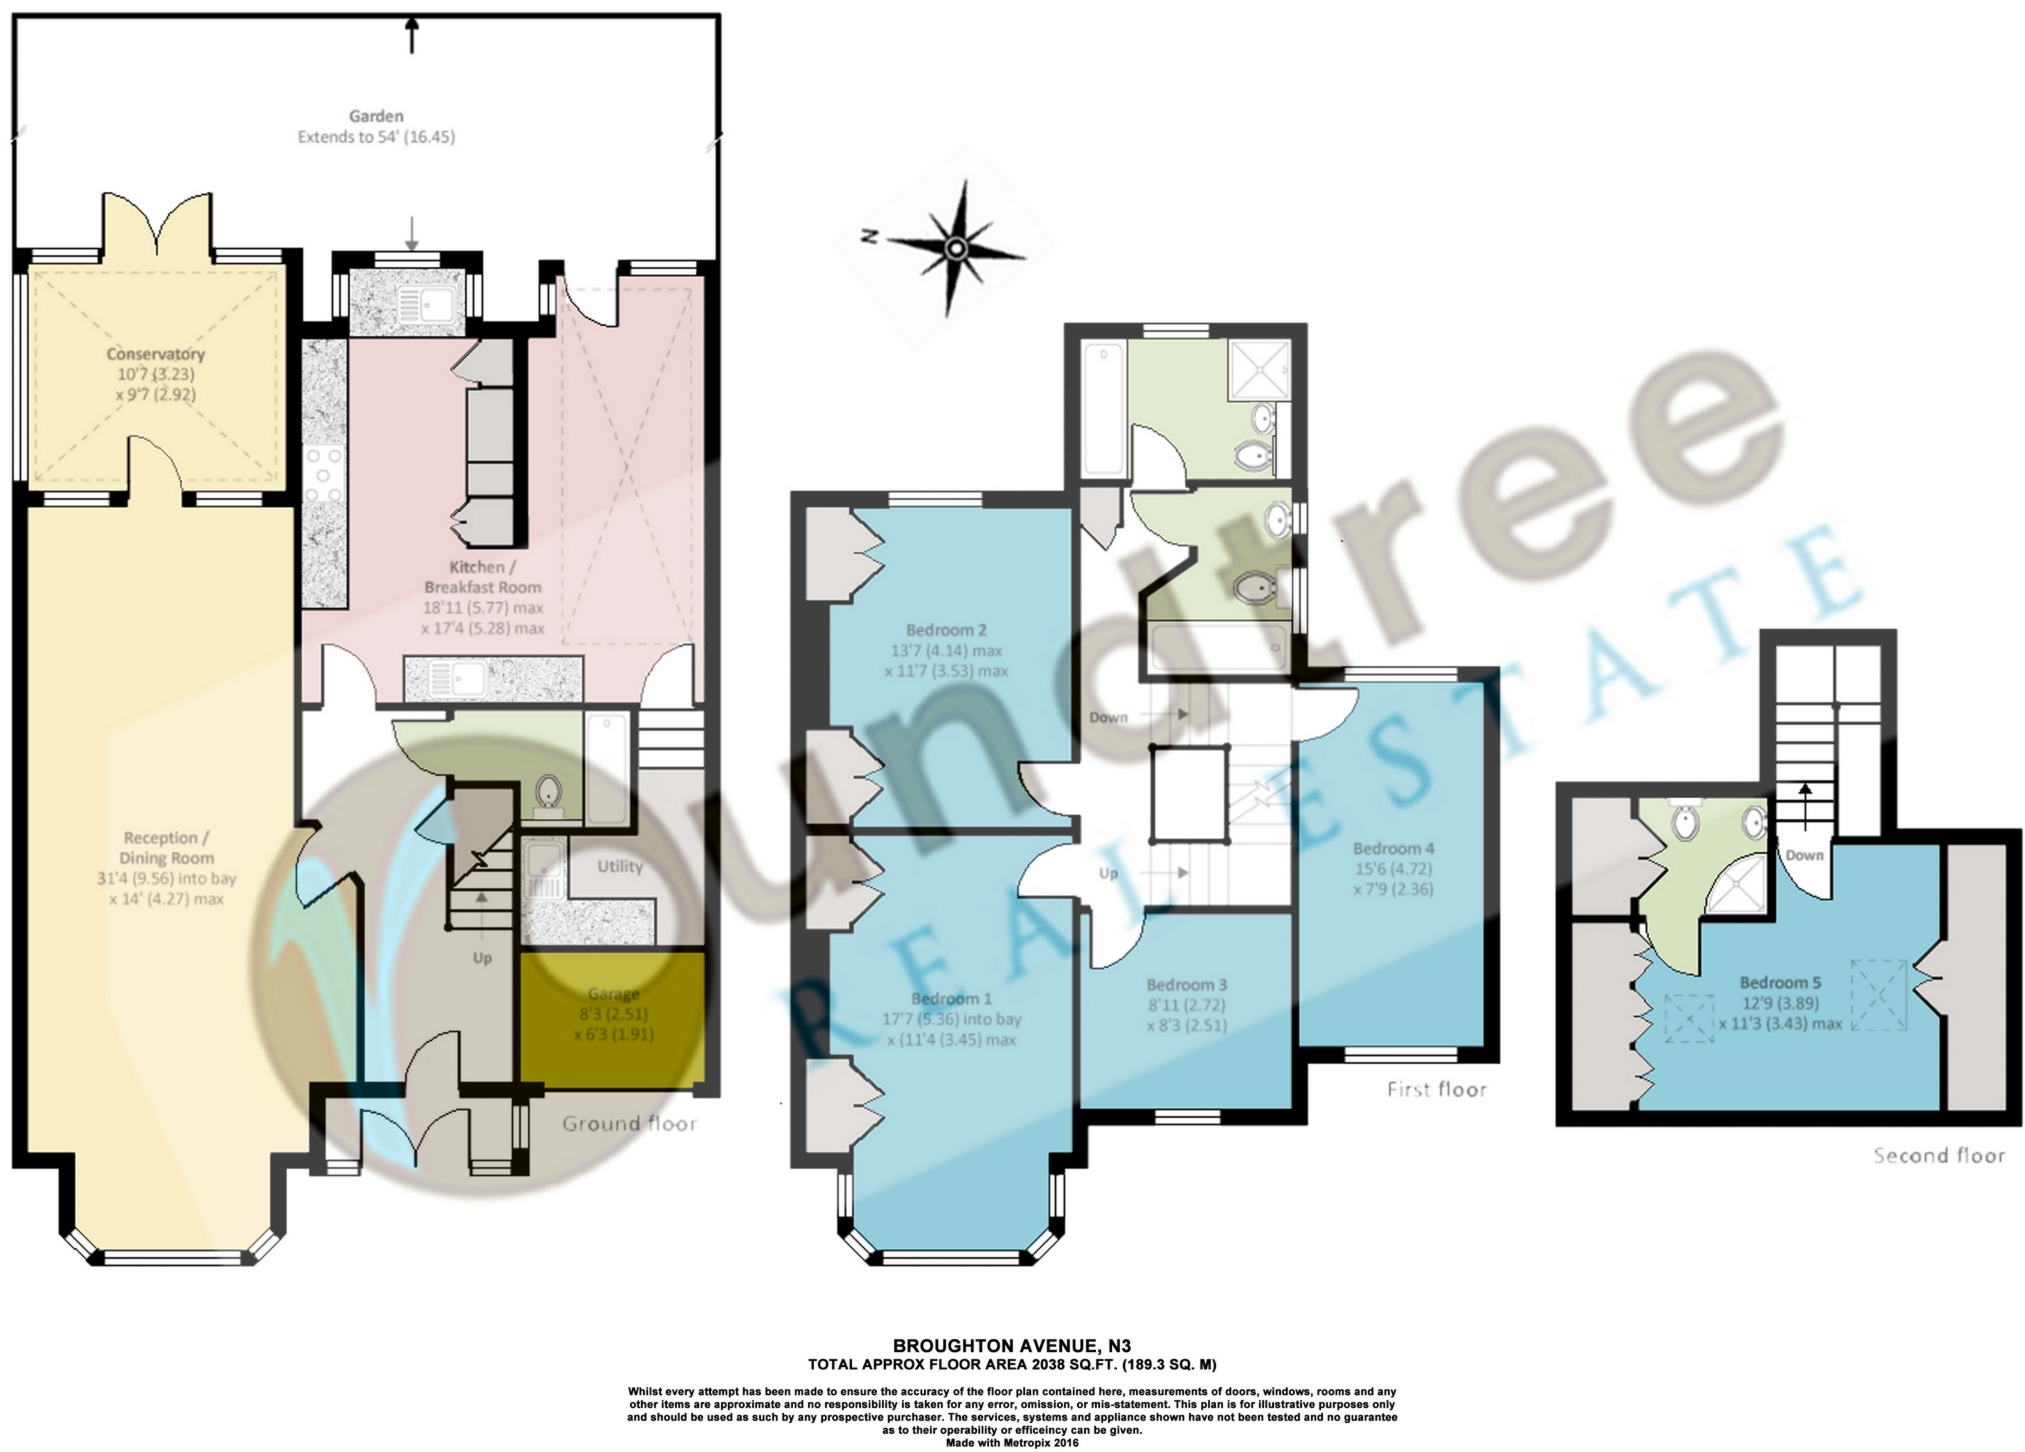 Garden
Extends to 54' (16.45)
N
Conservatory
10'7 (3.23)
x 9'7 (2.92)
Kitchen /
Breakfast Room
18'11 (5.77) max
x 17'4 (5.28) max
Reception /
Dining Room
31'4 (9.56) into bay
x 14' (4.27) max
Utility
Up
Garage
8'3 (2.51)
x 6'3 (1.91)
Ground floor
Bedroom 2
13'7 (4.14) max
x 11'7 (3.53) max
Down
Up
Bedroom 4
15'6 (4.72)
x 7'9 (2.36)
Bedroom 1
17'7 (5.36) into bay
x (11'4 (3.45) max
Bedroom 3
8'11 (2.72)
x 8'3 (2.51)
First floor
Down
Bedroom 5
12'9 (3.89)
x 11'3 (3.43) max
Second floor
Roundtree
REAL ESTATE
BROUGHTON AVENUE, N3
TOTAL APPROX FLOOR AREA 2038 SQ.FT. (189.3 SQ. M)
Whilst every attempt has been made to ensure the accuracy of the floor plan contained here, measurements of doors, windows, rooms and any
other items are approximate and no responsibility is taken for any error, omission, or mis-statement. This plan is for illustrative purposes only
and should be used as such by any prospective purchaser. The services, systems and appliance shown have not been tested and no guarantee
as to their operability or efficeincy can be given.
Made with Metropix 2016